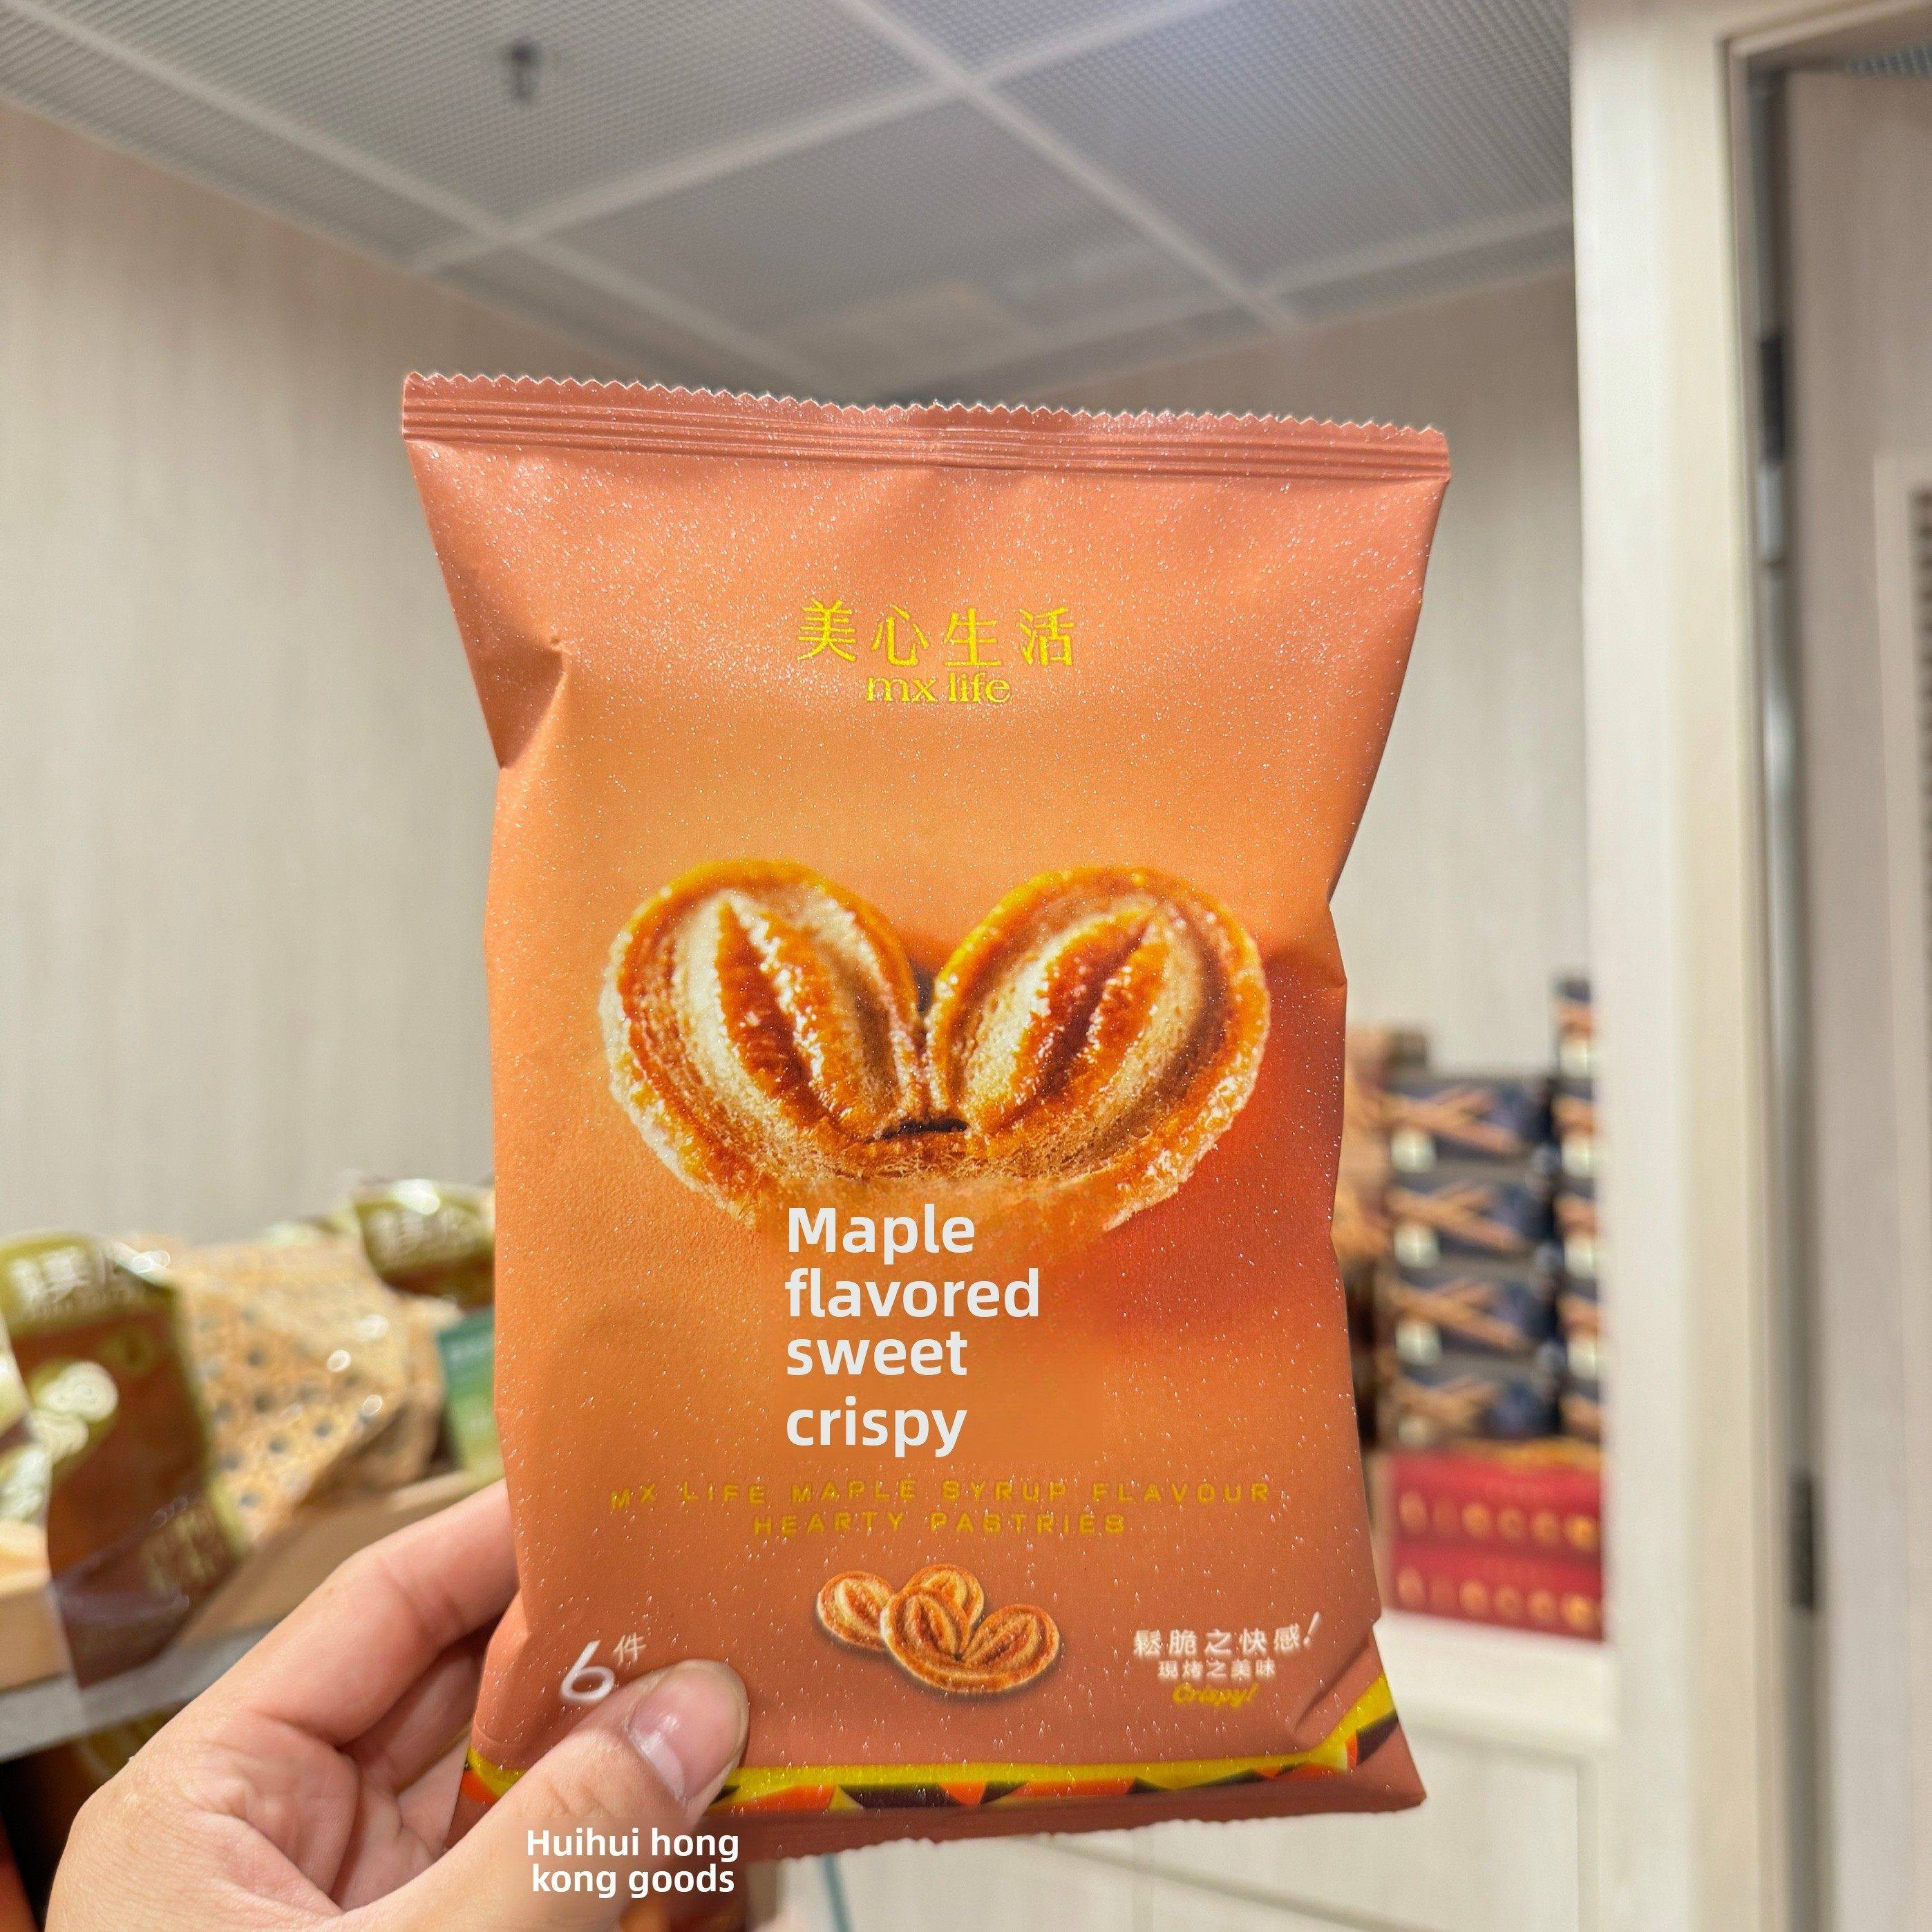 美心生活
mx life
Maple
flavored
sweet
crispy
MX LIFE MAPLE SYRUP FLAVOUR
HEARTY PASTRIES
6件
鬆脆之快感!
現烤之美味
Crispy!
Huihui hong
kong goods